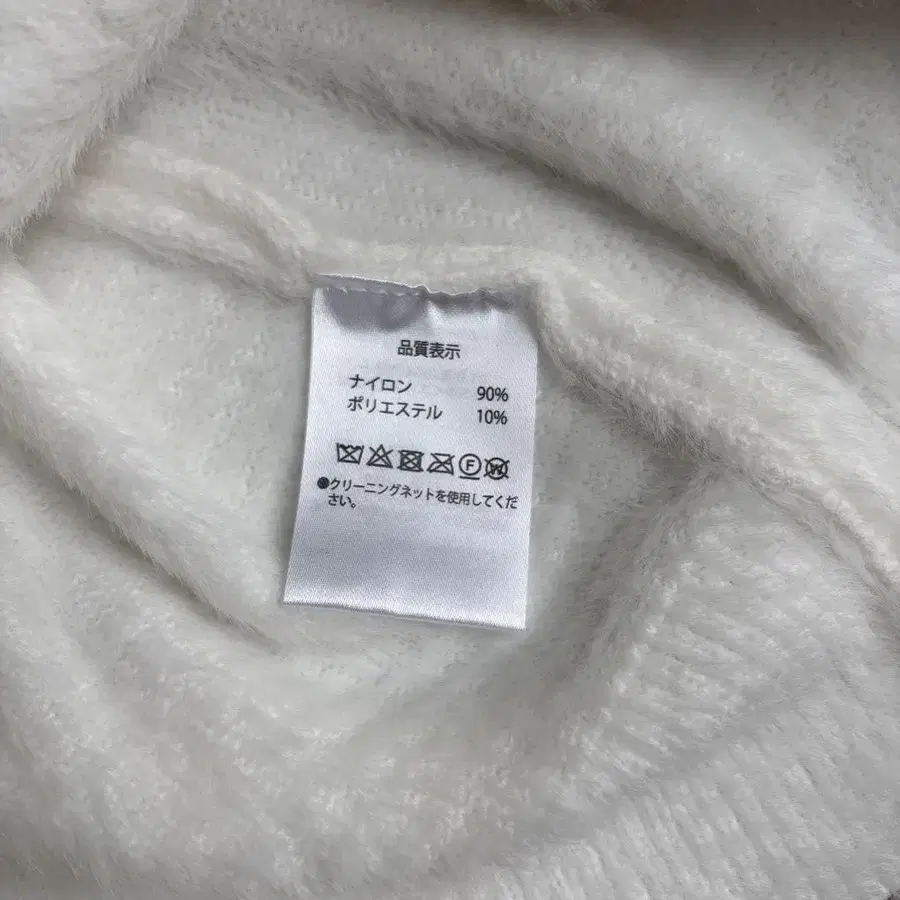 品質表示
ナイロン 90%
ポリエステル 10%
F W
●クリーニングネットを使用してくだ
さい。